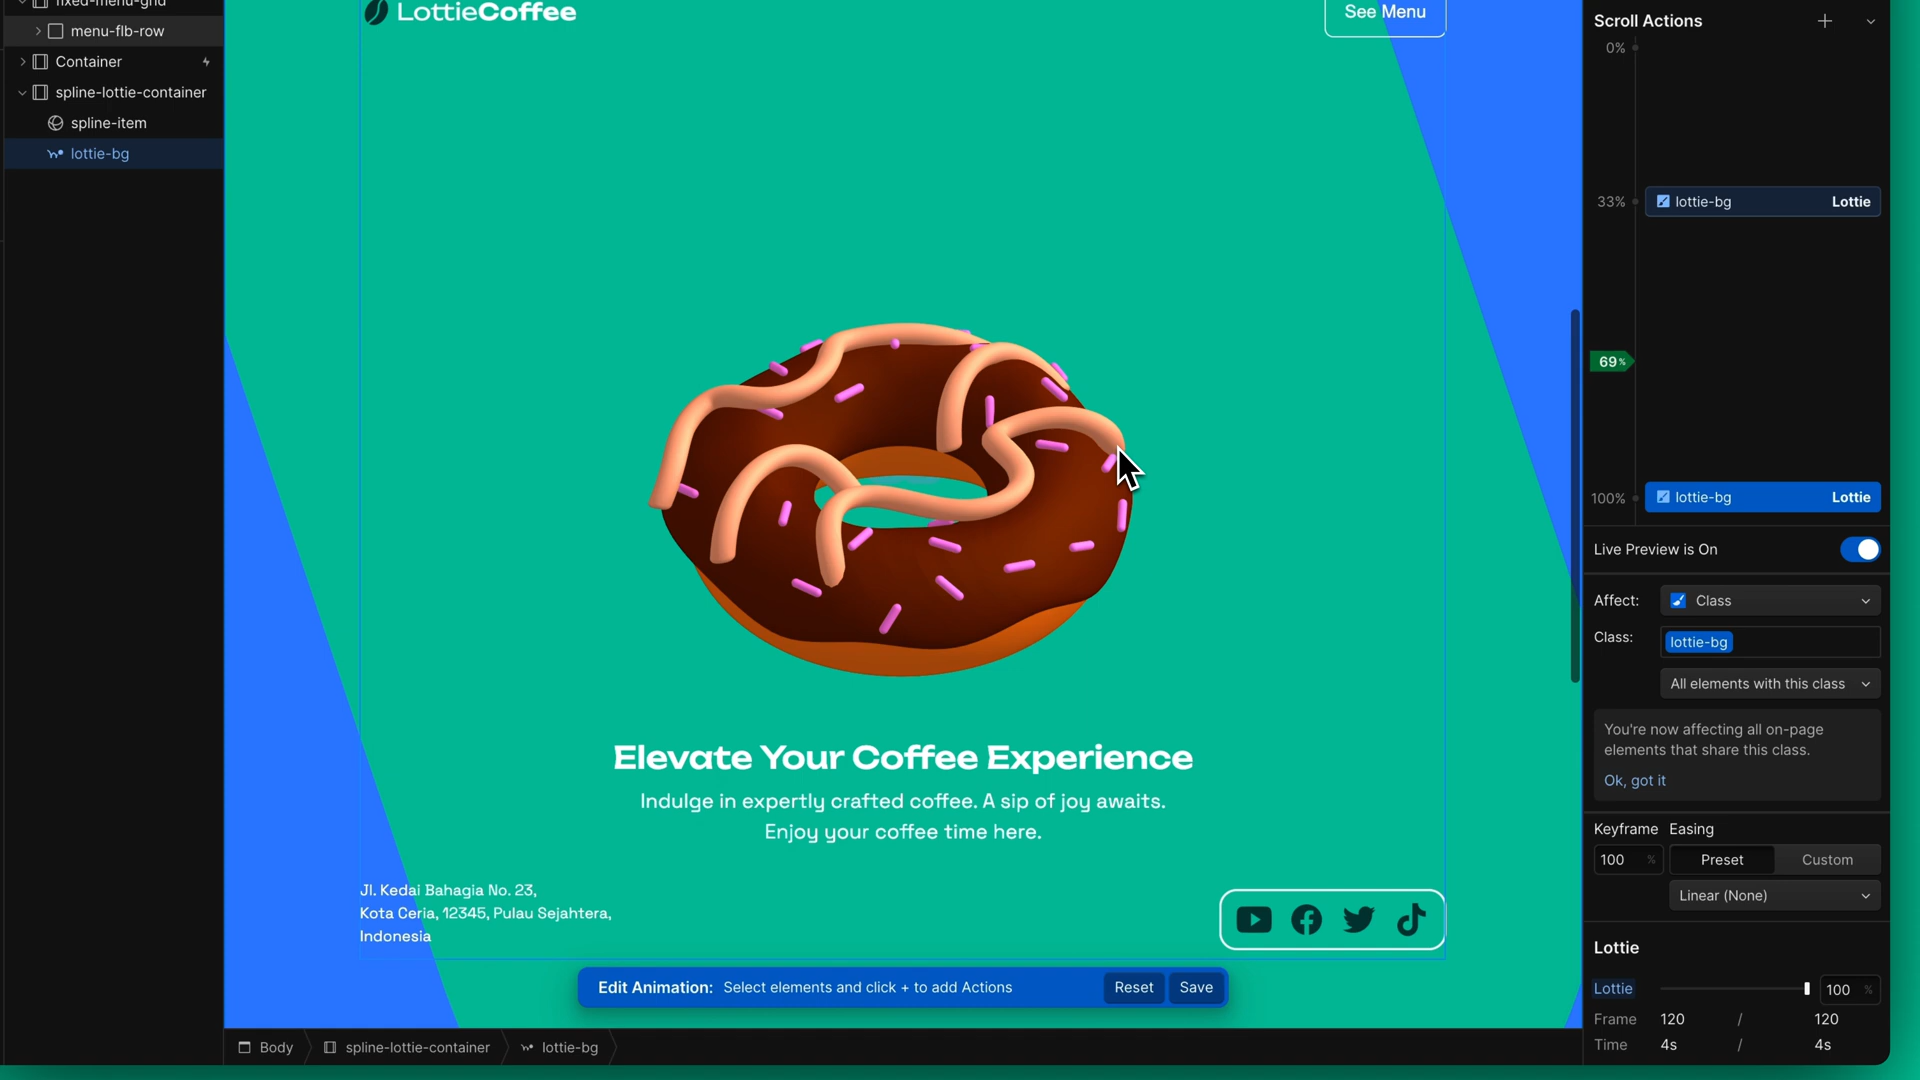 fixed-menu-grid
menu-flb-row
Container
spline-lottie-container
spline-item
lottie-bg
LottieCoffee
See Menu
Elevate Your Coffee Experience
Indulge in expertly crafted coffee. A sip of joy awaits.
Enjoy your coffee time here.
Jl. Kedai Bahagia No. 23,
Kota Ceria, 12345, Pulau Sejahtera,
Indonesia
Edit Animation: Select elements and click + to add Actions
Reset
Save
Body
spline-lottie-container
lottie-bg
Scroll Actions
0%
33%
lottie-bg
Lottie
69%
100%
lottie-bg
Lottie
Live Preview is On
Affect:
Class
Class:
lottie-bg
All elements with this class
You're now affecting all on-page
elements that share this class.
Ok, got it
Keyframe
Easing
100 %
Preset
Custom
Linear (None)
Lottie
Lottie
100 %
Frame 120 / 120
Time 4s / 4s